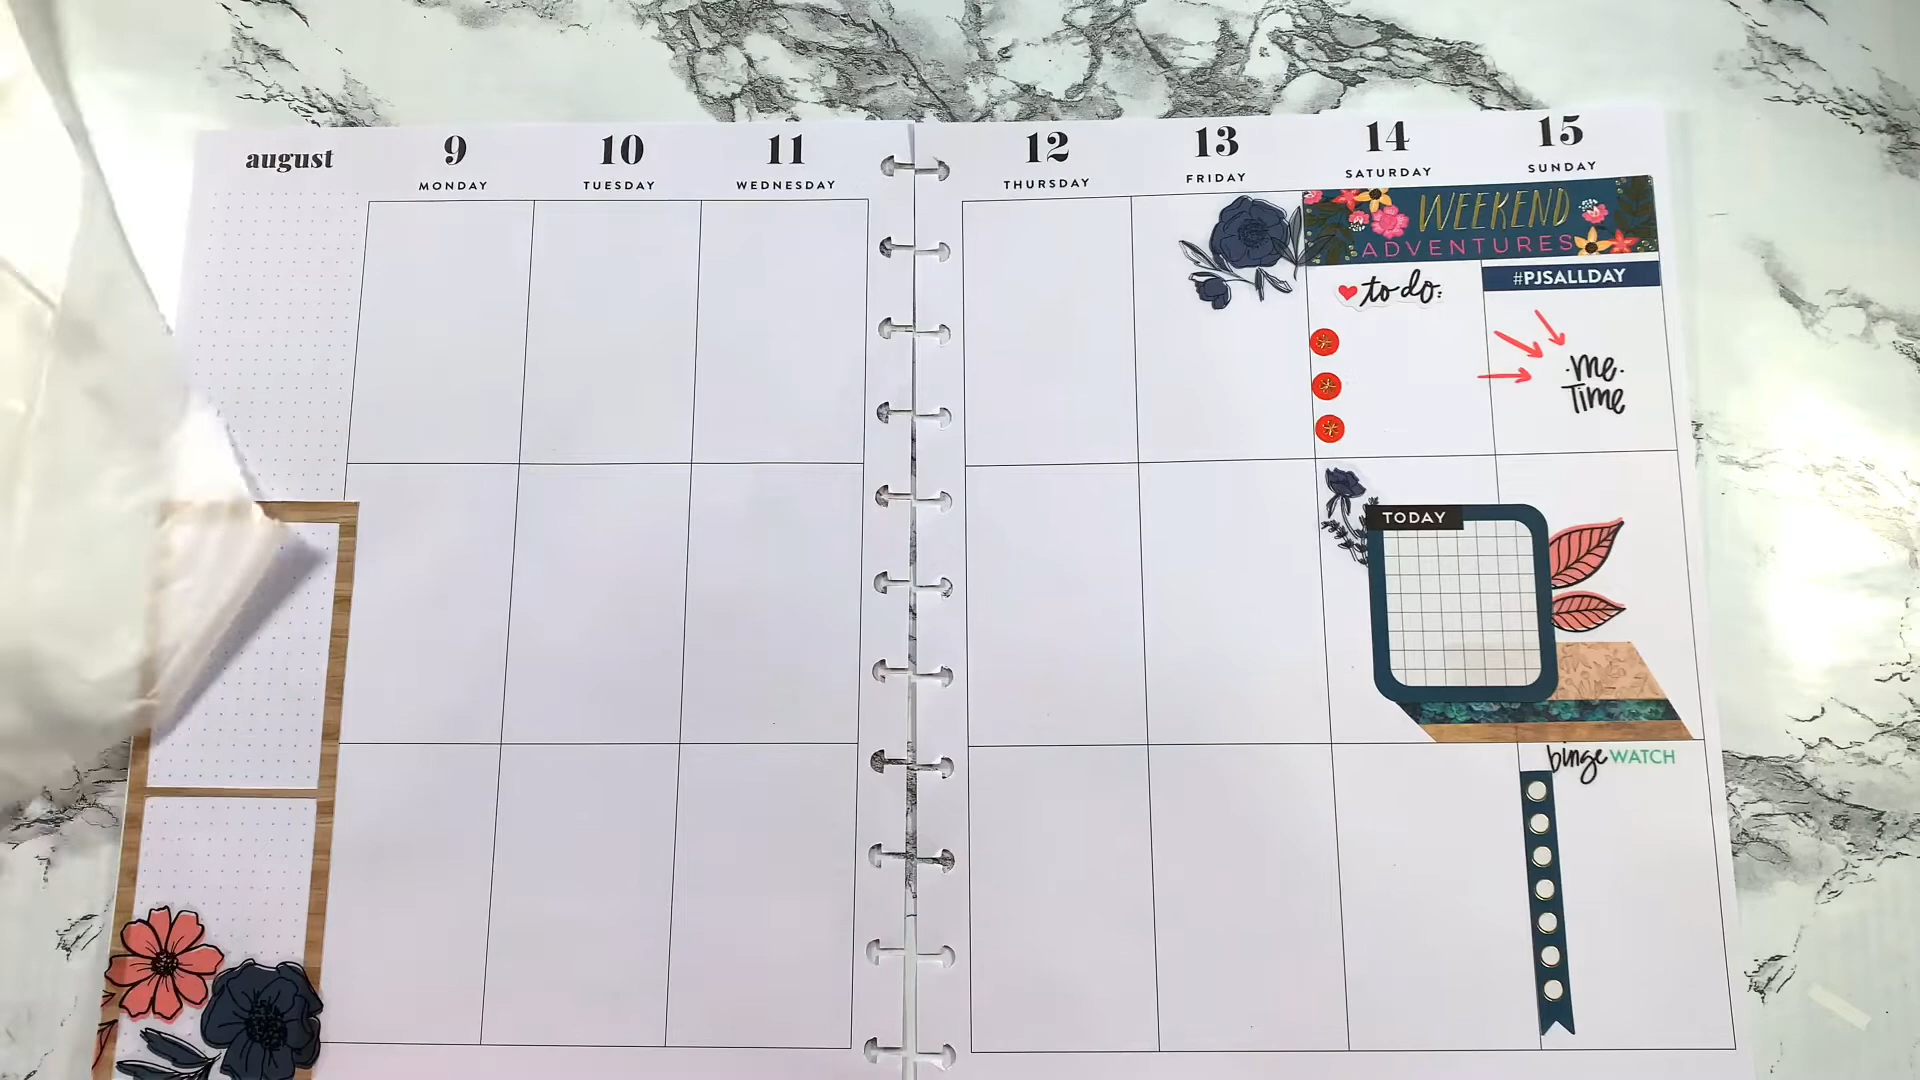 august
9
MONDAY
10
TUESDAY
11
WEDNESDAY
12
THURSDAY
13
FRIDAY
14
SATURDAY
15
SUNDAY
WEEKEND
ADVENTURES
to do:
#PJSALLDAY
·me·
Time
TODAY
binge WATCH